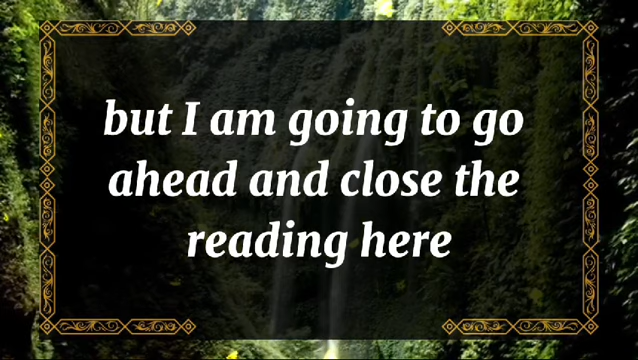 but I am going to go
ahead and close the
reading here